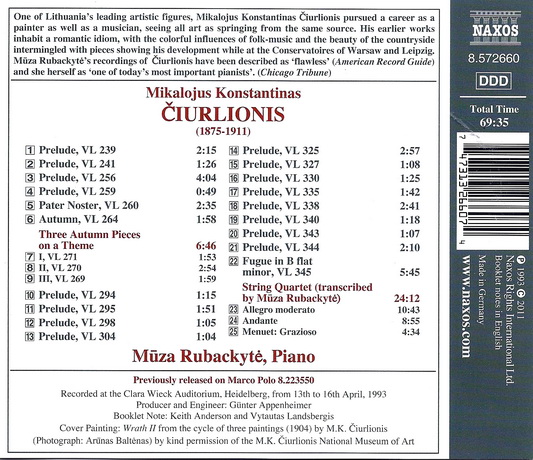 One of Lithuania's leading artistic figures, Mikalojus Konstantinas Čiurlionis pursued a career as a
painter as well as a musician, seeing all art as springing from the same source. His earlier works
inhabit a romantic idiom, with the colorful influences of folk-music and the beauty of the countryside
intermingled with pieces showing his development while at the Conservatoires of Warsaw and Leipzig.
Mūza Rubackytė's recordings of Čiurlionis have been described as 'flawless' (American Record Guide)
and she herself as 'one of today's most important pianists'. (Chicago Tribune)
Mikalojus Konstantinas
ČIURLIONIS
(1875-1911)
1 Prelude, VL 239 2:15
2 Prelude, VL 241 1:26
3 Prelude, VL 256 4:04
4 Prelude, VL 259 0:49
5 Pater Noster, VL 260 2:35
6 Autumn, VL 264 1:58
Three Autumn Pieces
on a Theme 6:46
7 I, VL 271 1:53
8 II, VL 270 2:54
9 III, VL 269 1:59
10 Prelude, VL 294 1:15
11 Prelude, VL 295 1:51
12 Prelude, VL 298 1:05
13 Prelude, VL 304 1:04
14 Prelude, VL 325 2:57
15 Prelude, VL 327 1:08
16 Prelude, VL 330 1:25
17 Prelude, VL 335 1:42
18 Prelude, VL 338 2:41
19 Prelude, VL 340 1:18
20 Prelude, VL 343 1:07
21 Prelude, VL 344 2:10
22 Fugue in B flat
minor, VL 345 5:45
String Quartet (transcribed
by Mūza Rubackytė) 24:12
23 Allegro moderato 10:43
24 Andante 8:55
25 Menuet: Grazioso 4:34
Mūza Rubackytė, Piano
Previously released on Marco Polo 8.223550
Recorded at the Clara Wieck Auditorium, Heidelberg, from 13th to 16th April, 1993
Producer and Engineer: Günter Appenheimer
Booklet Note: Keith Anderson and Vytautas Landsbergis
Cover Painting: Wrath II from the cycle of three paintings (1904) by M.K. Čiurlionis
(Photograph: Arūnas Baltėnas) by kind permission of the M.K. Čiurlionis National Museum of Art
NAXOS
8.572660
DDD
Total Time
69:35
7 47313 26607 4
℗ 1993 © 2011
Naxos Rights International Ltd.
Booklet notes in English
Made in Germany
www.naxos.com